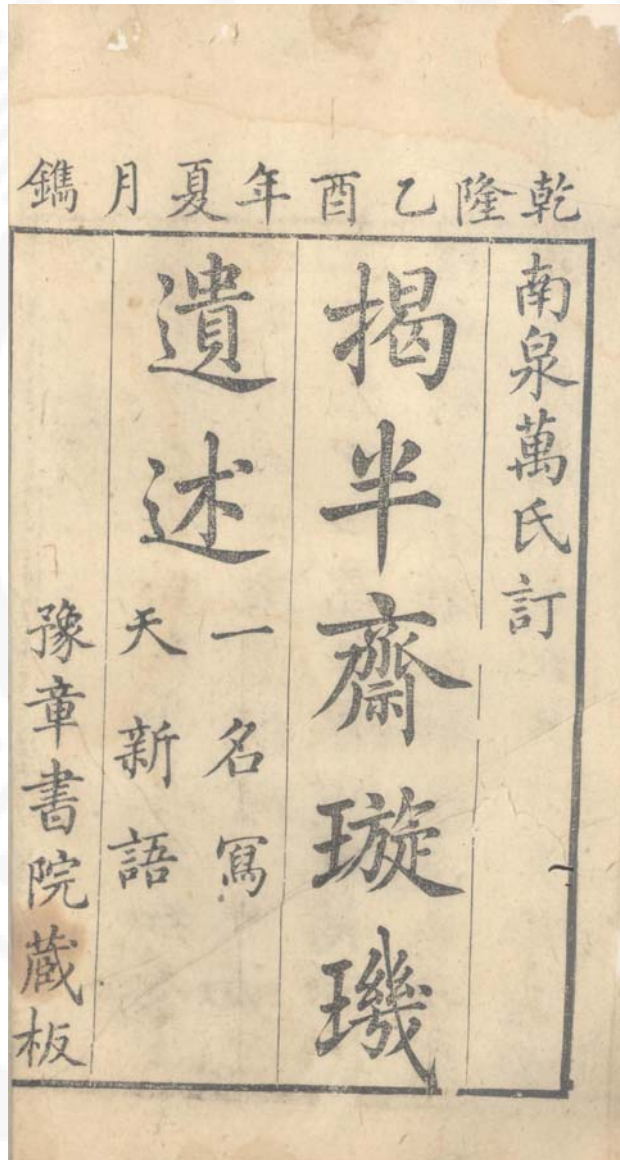 乾隆乙酉年夏月鐫
南泉萬氏訂
揭半齋璇璣
遺述
一名寫
天新語
豫章書院藏板